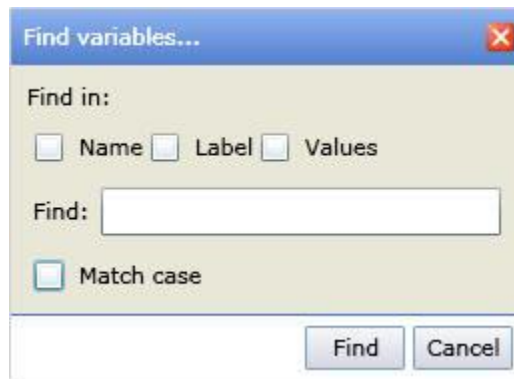 Find variables...
Find in:
Name Label Values
Find:
Match case
Find Cancel